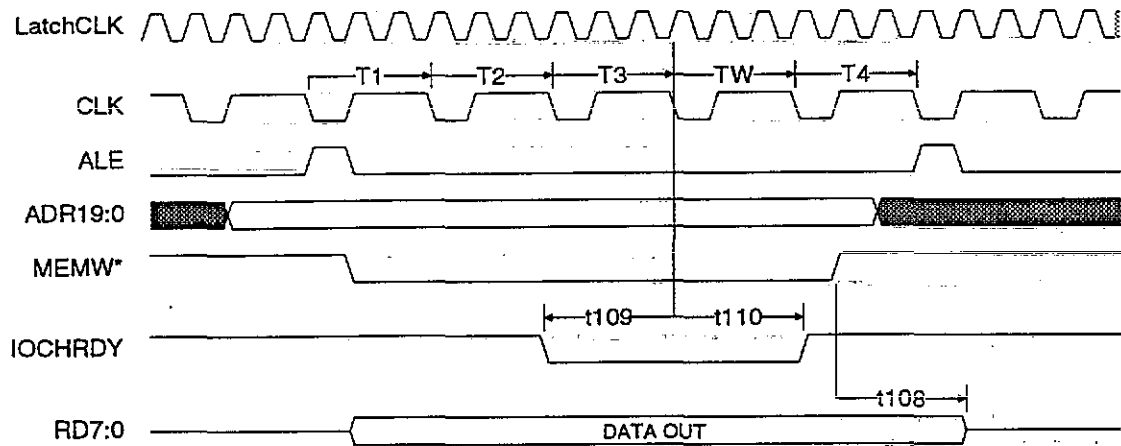 LatchCLK
T1 T2 T3 TW T4
CLK
ALE
ADR19:0
MEMW*
t109 t110
IOCHRDY
t108
RD7:0 DATA OUT